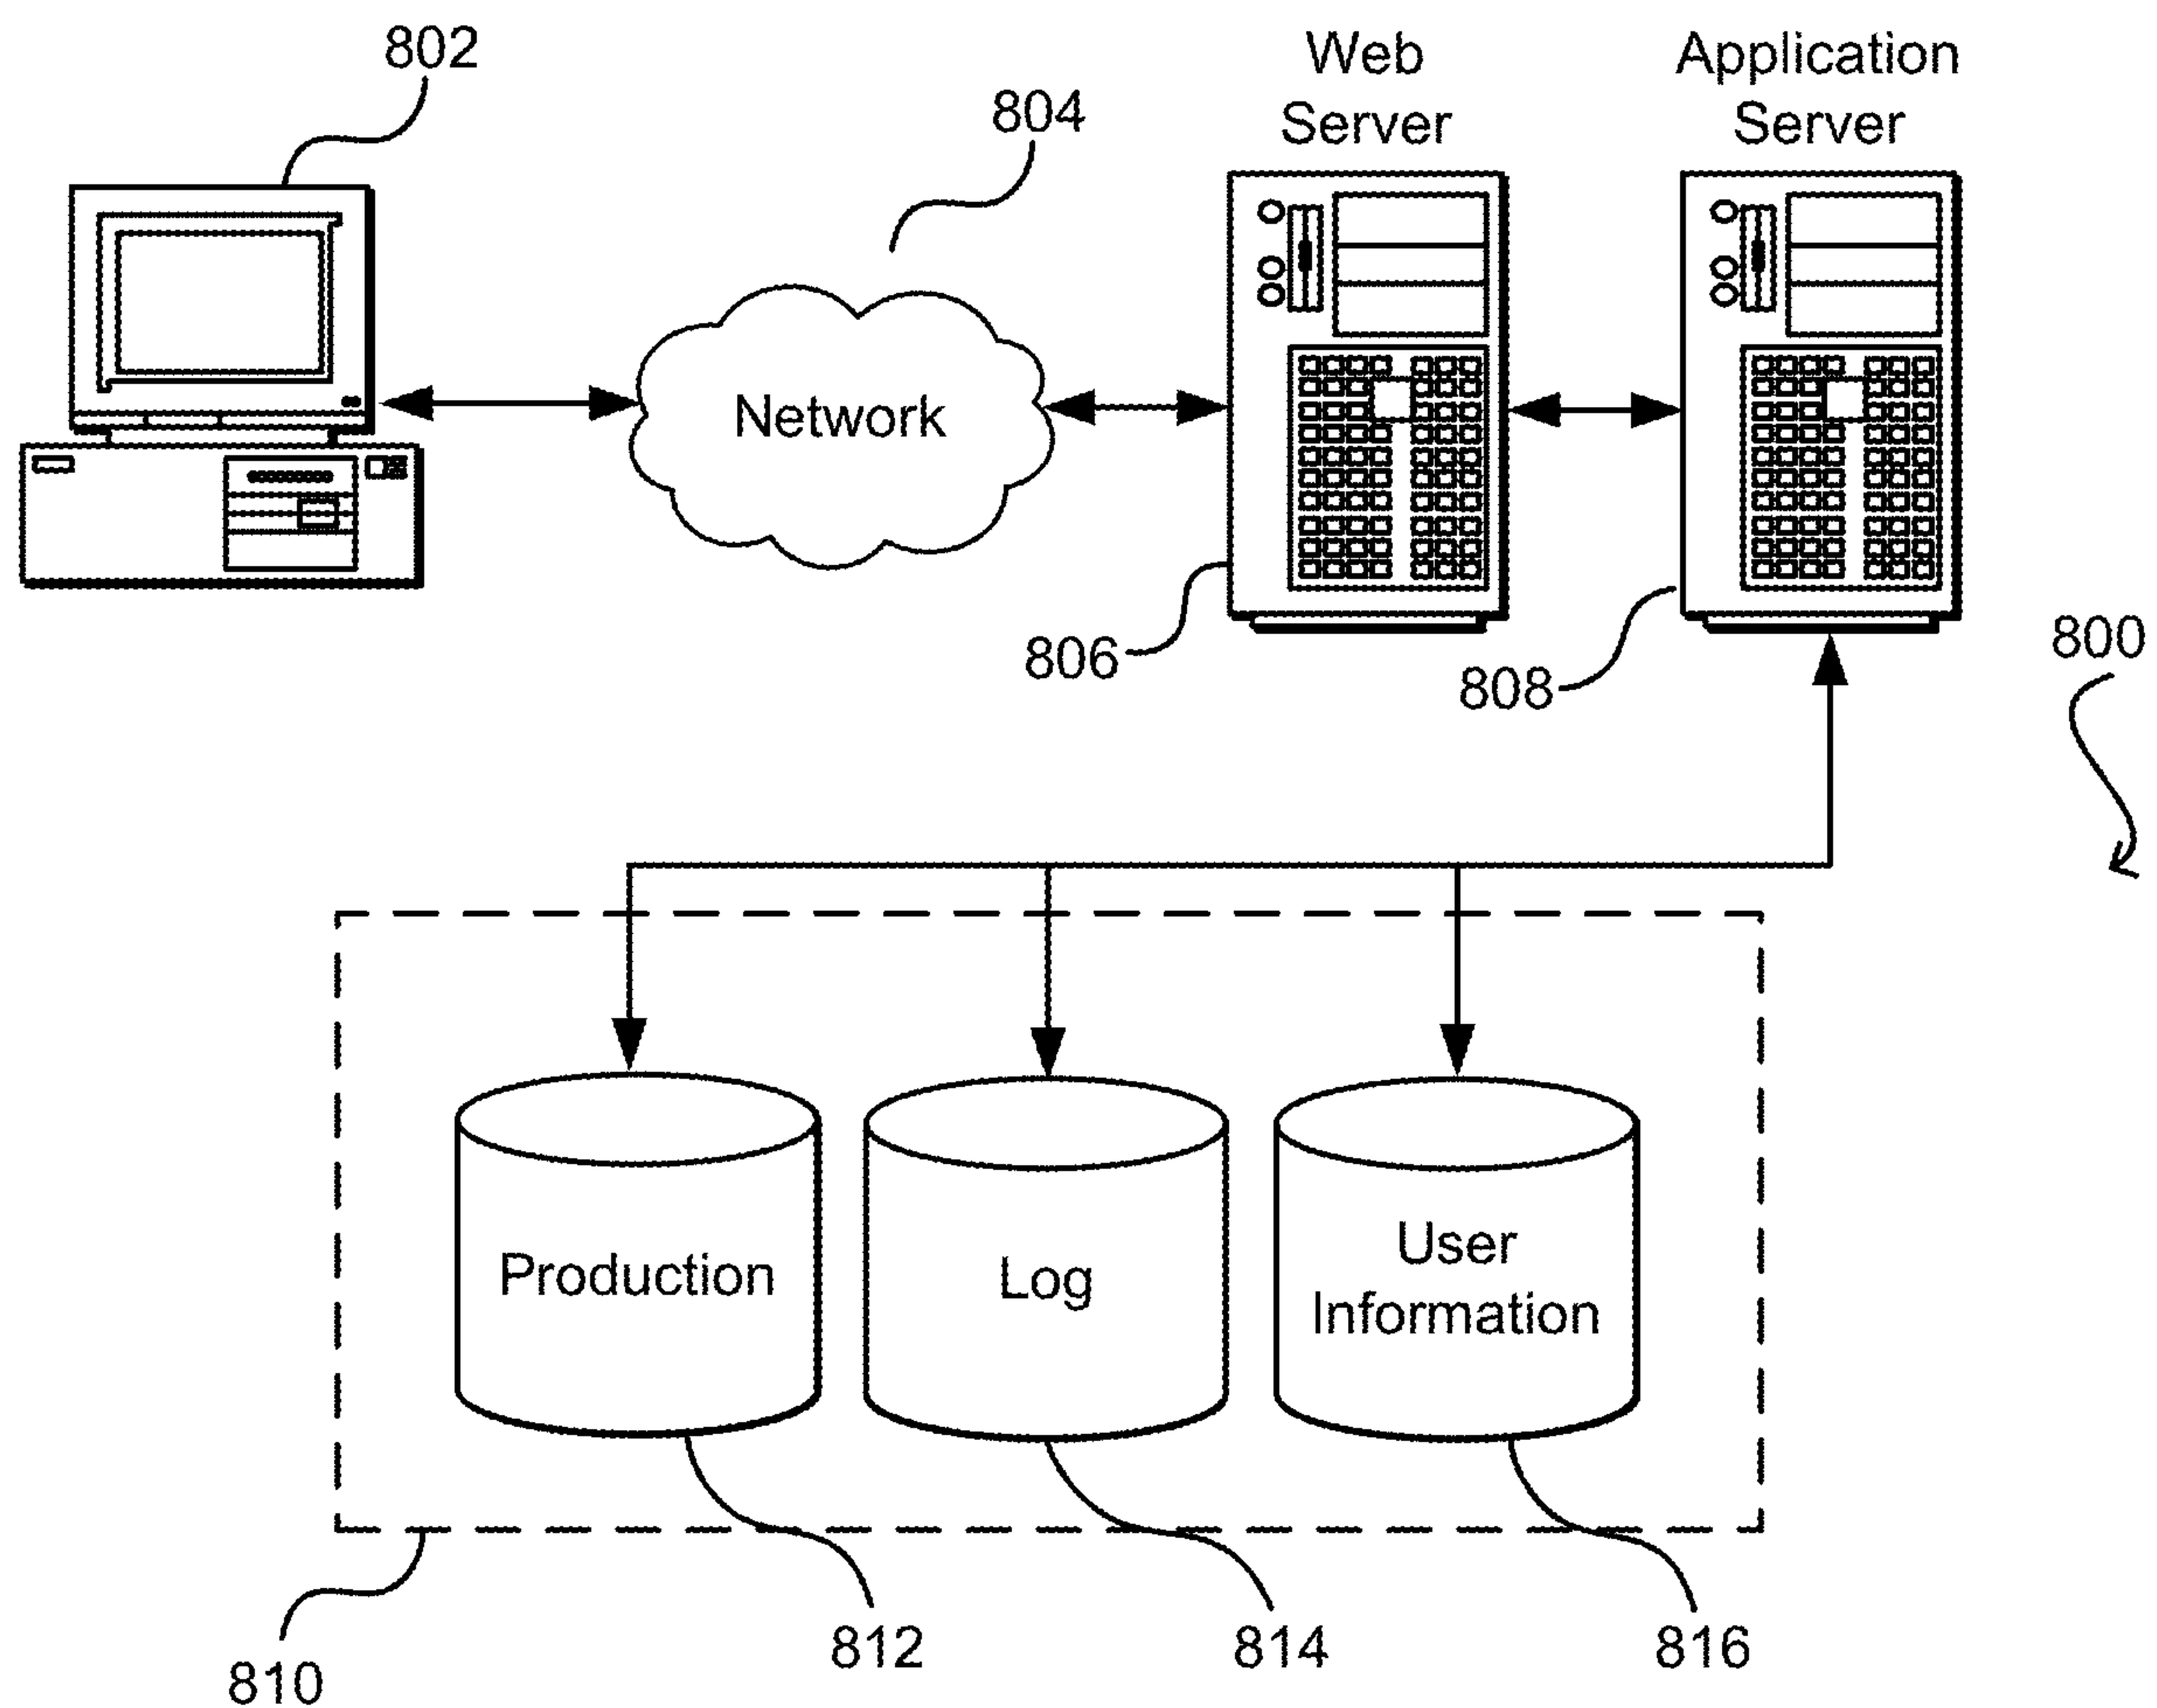 802
804
Web
Server
Application
Server
Network
806
808
800
Production
Log
User
Information
810
812
814
816